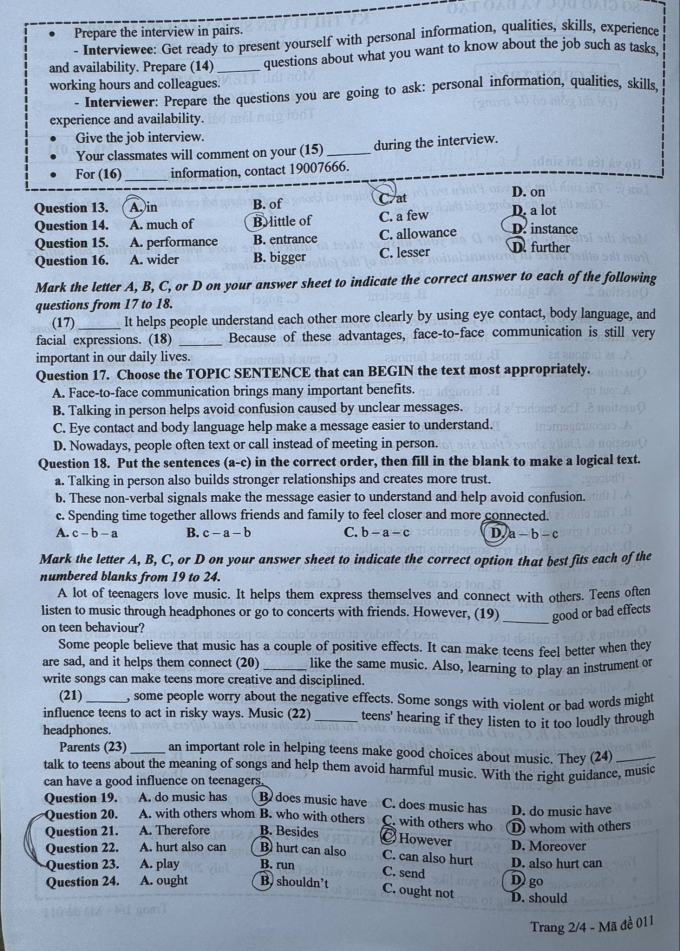 • Prepare the interview in pairs.
- Interviewee: Get ready to present yourself with personal information, qualities, skills, experience
and availability. Prepare (14) ______ questions about what you want to know about the job such as tasks,
working hours and colleagues.
- Interviewer: Prepare the questions you are going to ask: personal information, qualities, skills,
experience and availability.
• Give the job interview.
• Your classmates will comment on your (15) ______ during the interview.
• For (16) ______ information, contact 19007666.
Question 13. A. in B. of C. at D. on
Question 14. A. much of B. little of C. a few D. a lot
Question 15. A. performance B. entrance C. allowance D. instance
Question 16. A. wider B. bigger C. lesser D. further
Mark the letter A, B, C, or D on your answer sheet to indicate the correct answer to each of the following
questions from 17 to 18.
(17) ______ It helps people understand each other more clearly by using eye contact, body language, and
facial expressions. (18) ______ Because of these advantages, face-to-face communication is still very
important in our daily lives.
Question 17. Choose the TOPIC SENTENCE that can BEGIN the text most appropriately.
A. Face-to-face communication brings many important benefits.
B. Talking in person helps avoid confusion caused by unclear messages.
C. Eye contact and body language help make a message easier to understand.
D. Nowadays, people often text or call instead of meeting in person.
Question 18. Put the sentences (a-c) in the correct order, then fill in the blank to make a logical text.
a. Talking in person also builds stronger relationships and creates more trust.
b. These non-verbal signals make the message easier to understand and help avoid confusion.
c. Spending time together allows friends and family to feel closer and more connected.
A. c – b – a B. c – a – b C. b – a – c D. a – b – c
Mark the letter A, B, C, or D on your answer sheet to indicate the correct option that best fits each of the
numbered blanks from 19 to 24.
A lot of teenagers love music. It helps them express themselves and connect with others. Teens often
listen to music through headphones or go to concerts with friends. However, (19) ______ good or bad effects
on teen behaviour?
Some people believe that music has a couple of positive effects. It can make teens feel better when they
are sad, and it helps them connect (20) ______ like the same music. Also, learning to play an instrument or
write songs can make teens more creative and disciplined.
(21) ______, some people worry about the negative effects. Some songs with violent or bad words might
influence teens to act in risky ways. Music (22) ______ teens' hearing if they listen to it too loudly through
headphones.
Parents (23) ______ an important role in helping teens make good choices about music. They (24) ______
talk to teens about the meaning of songs and help them avoid harmful music. With the right guidance, music
can have a good influence on teenagers.
Question 19. A. do music has B. does music have C. does music has D. do music have
Question 20. A. with others whom B. who with others C. with others who D. whom with others
Question 21. A. Therefore B. Besides C. However D. Moreover
Question 22. A. hurt also can B. hurt can also C. can also hurt D. also hurt can
Question 23. A. play B. run C. send D. go
Question 24. A. ought B. shouldn't C. ought not D. should
Trang 2/4 - Mã đề 011